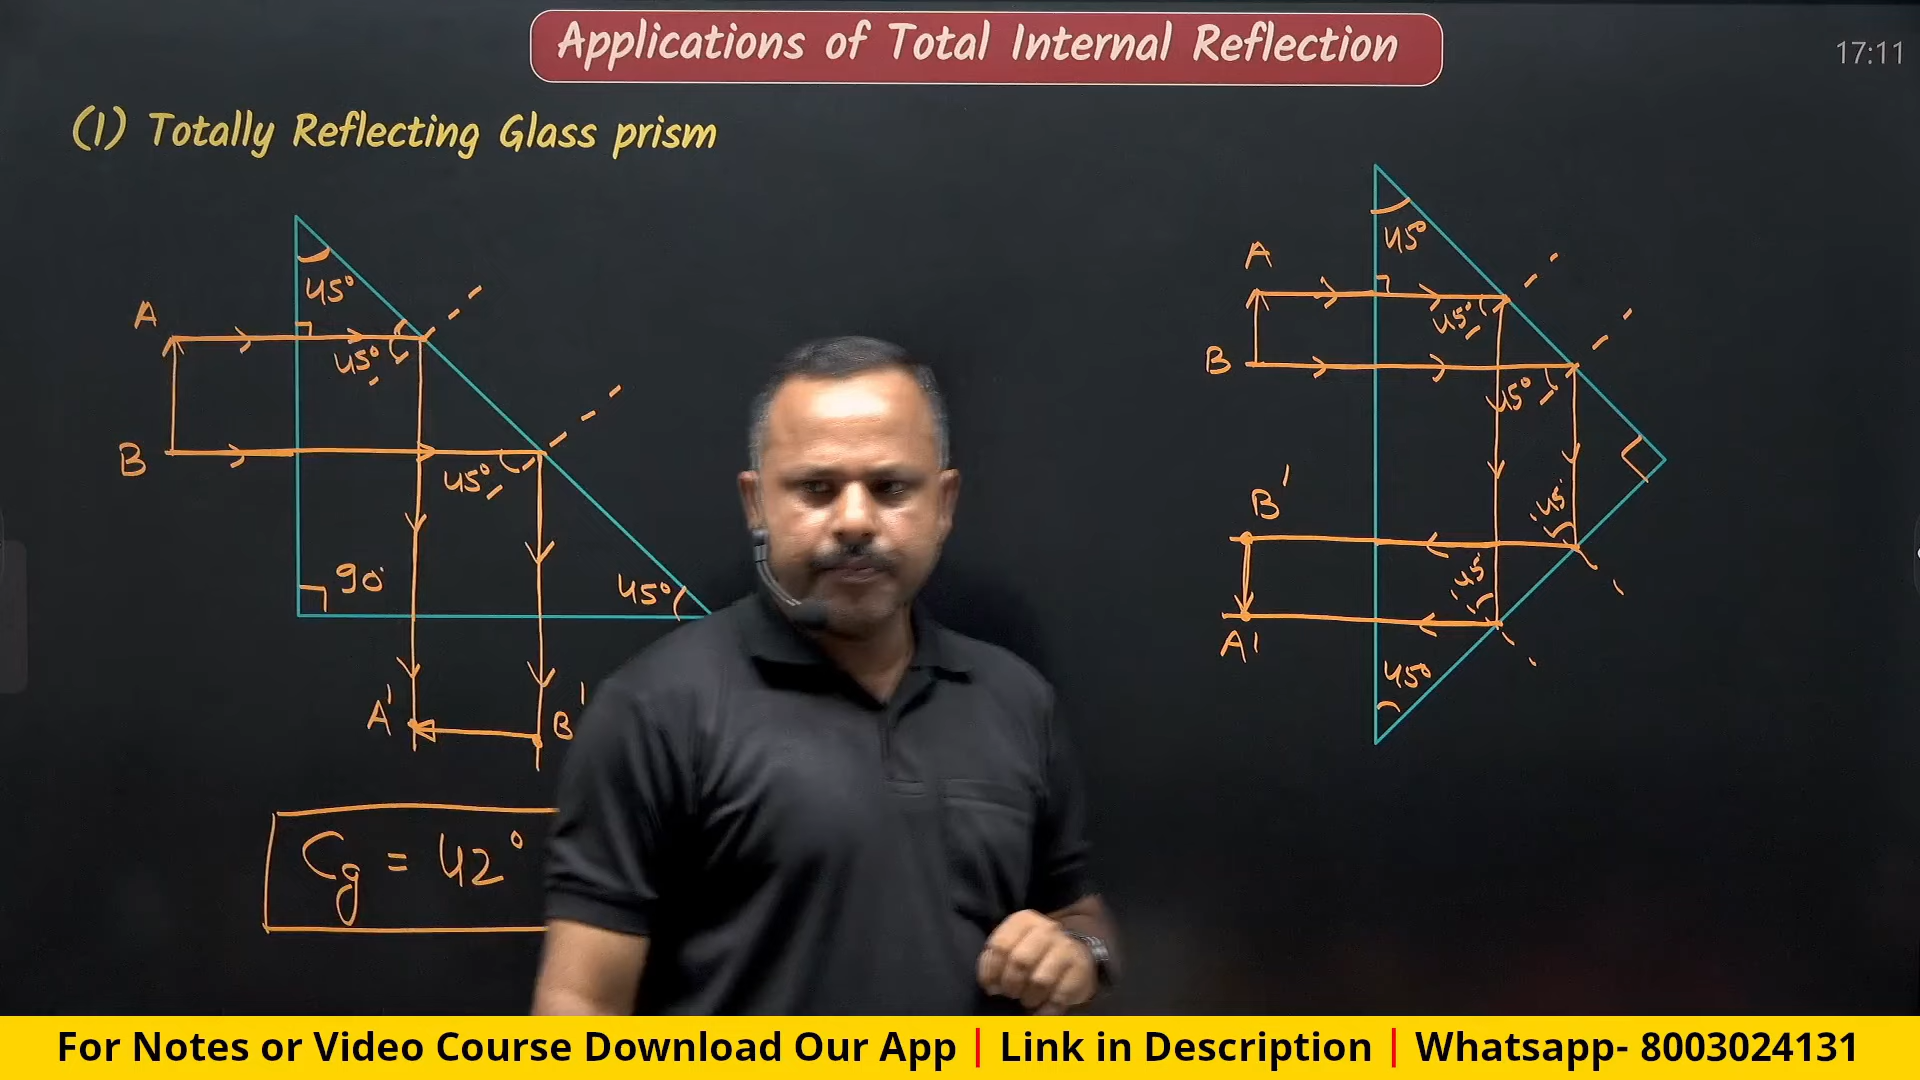 Applications of Total Internal Reflection
17:11
(1) Totally Reflecting Glass prism
45°
A
45°
B
45°
90°
45°
A'
B'
Cg = 42°
45°
A
45°
B
45°
B'
45°
45°
A'
45°
For Notes or Video Course Download Our App | Link in Description | Whatsapp- 8003024131